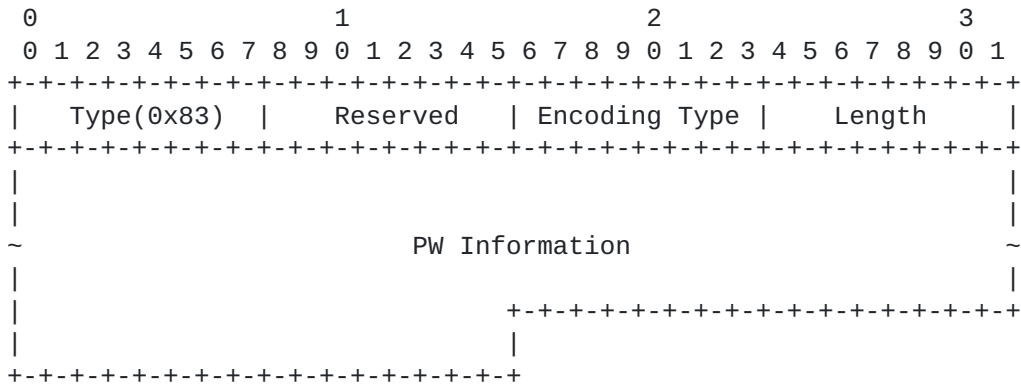 0                   1                   2                   3
 0 1 2 3 4 5 6 7 8 9 0 1 2 3 4 5 6 7 8 9 0 1 2 3 4 5 6 7 8 9 0 1
+-+-+-+-+-+-+-+-+-+-+-+-+-+-+-+-+-+-+-+-+-+-+-+-+-+-+-+-+-+-+-+-+
|   Type(0x83)  |    Reserved   | Encoding Type |    Length     |
+-+-+-+-+-+-+-+-+-+-+-+-+-+-+-+-+-+-+-+-+-+-+-+-+-+-+-+-+-+-+-+-+
|                                                               |
|                                                               |
~                         PW Information                        ~
|                                                               |
|                               +-+-+-+-+-+-+-+-+-+-+-+-+-+-+-+-+
|                               |
+-+-+-+-+-+-+-+-+-+-+-+-+-+-+-+-+